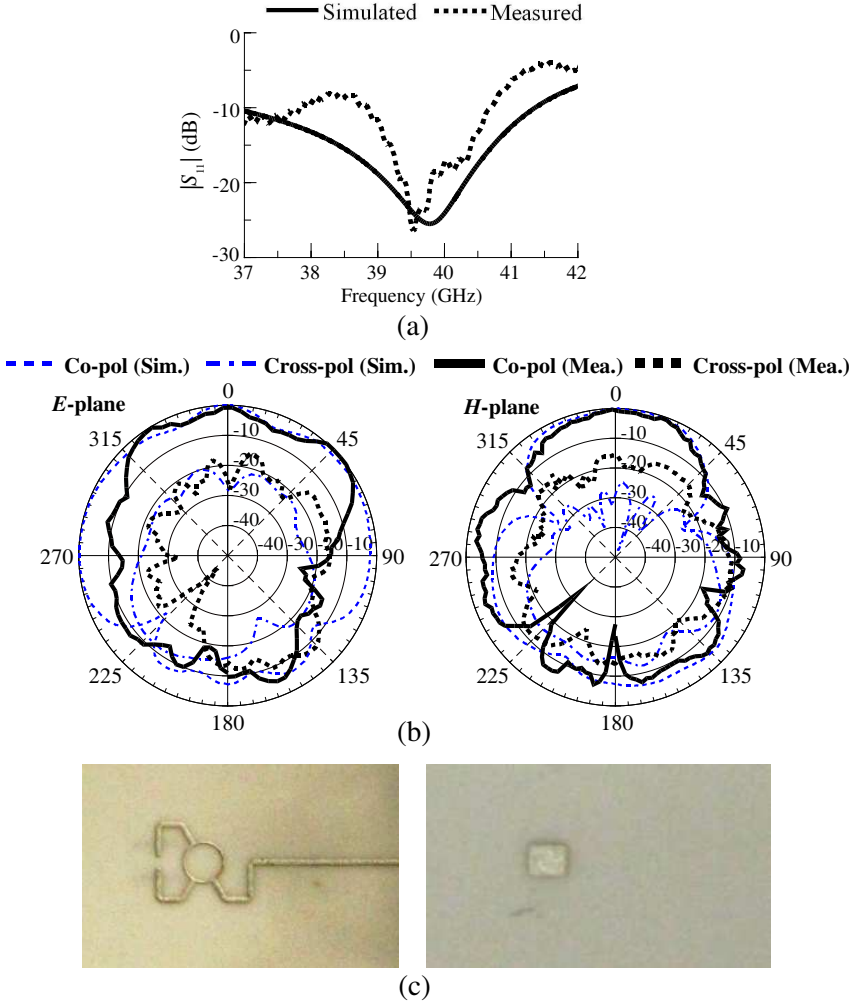 Simulated Measured
0
-10
-20
-30
|S₁₁| (dB)
37 38 39 40 41 42
Frequency (GHz)
(a)
Co-pol (Sim.) Cross-pol (Sim.) Co-pol (Mea.) Cross-pol (Mea.)
E-plane
0
315
45
-10
-20
-30
-40
-40 -30 -20 -10
270
90
225
135
180
H-plane
0
315
45
-10
-20
-30
-40
-40 -30 -20 -10
270
90
225
135
180
(b)
(c)